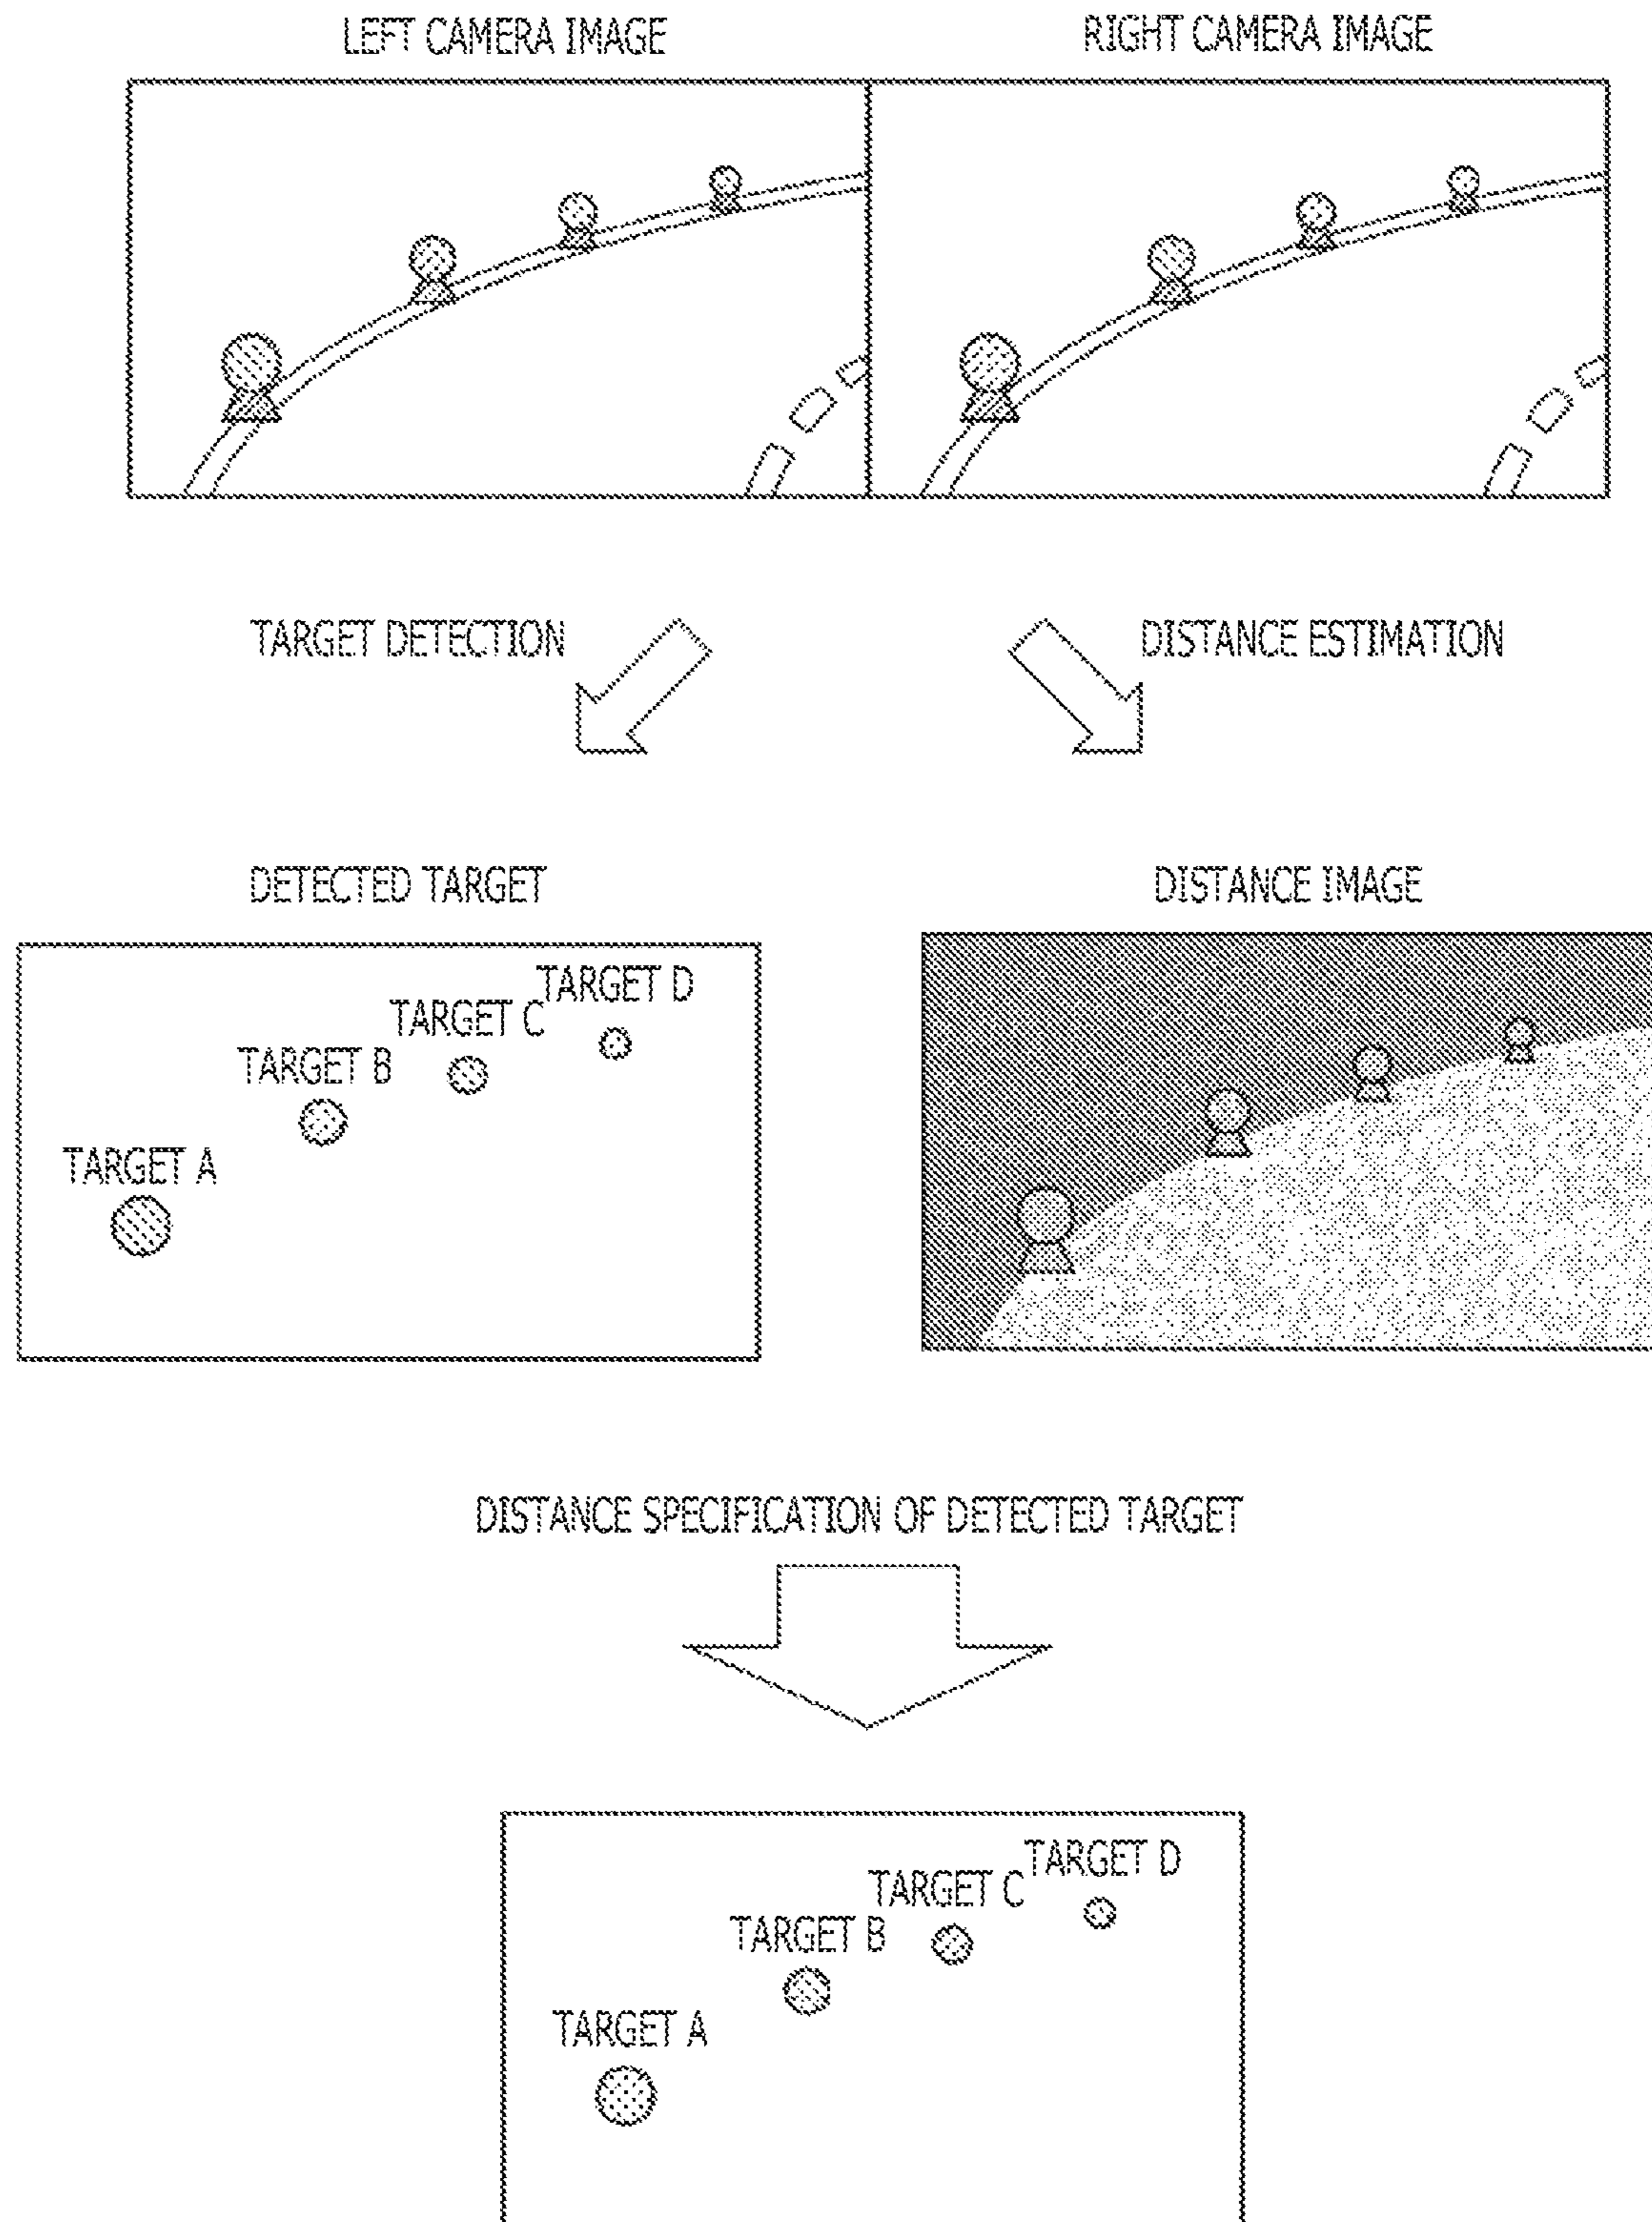 LEFT CAMERA IMAGE
RIGHT CAMERA IMAGE
TARGET DETECTION
DISTANCE ESTIMATION
DETECTED TARGET
DISTANCE IMAGE
TARGET D
TARGET C
TARGET B
TARGET A
DISTANCE SPECIFICATION OF DETECTED TARGET
TARGET D
TARGET C
TARGET B
TARGET A